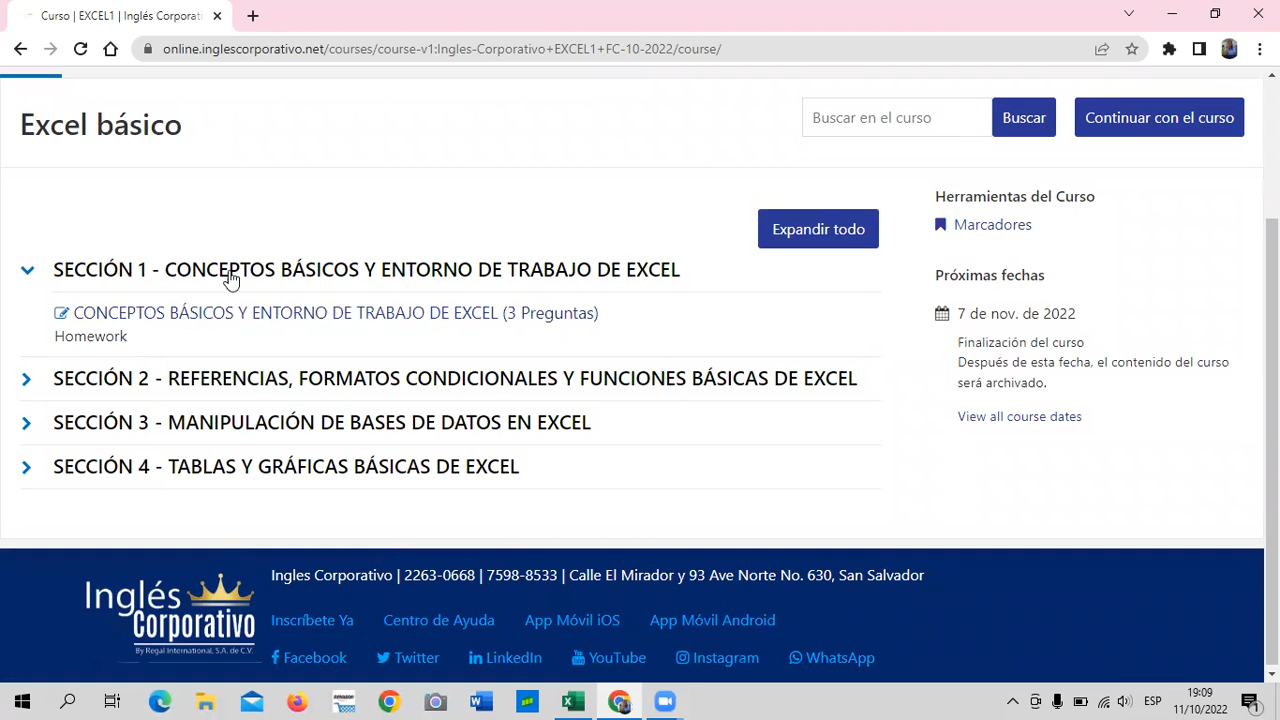 Curso | EXCEL1 | Inglés Corporati
online.inglescorporativo.net/courses/course-v1:Ingles-Corporativo+EXCEL1+FC-10-2022/course/
Excel básico
Buscar en el curso
Buscar
Continuar con el curso
Herramientas del Curso
Marcadores
Expandir todo
SECCIÓN 1 - CONCEPTOS BÁSICOS Y ENTORNO DE TRABAJO DE EXCEL
CONCEPTOS BÁSICOS Y ENTORNO DE TRABAJO DE EXCEL (3 Preguntas)
Homework
SECCIÓN 2 - REFERENCIAS, FORMATOS CONDICIONALES Y FUNCIONES BÁSICAS DE EXCEL
SECCIÓN 3 - MANIPULACIÓN DE BASES DE DATOS EN EXCEL
SECCIÓN 4 - TABLAS Y GRÁFICAS BÁSICAS DE EXCEL
Próximas fechas
7 de nov. de 2022
Finalización del curso
Después de esta fecha, el contenido del curso
será archivado.
View all course dates
Inglés
Corporativo
By Regal International, S.A. de C.V.
Ingles Corporativo | 2263-0668 | 7598-8533 | Calle El Mirador y 93 Ave Norte No. 630, San Salvador
Inscríbete Ya
Centro de Ayuda
App Móvil iOS
App Móvil Android
Facebook
Twitter
LinkedIn
YouTube
Instagram
WhatsApp
ESP
19:09
11/10/2022